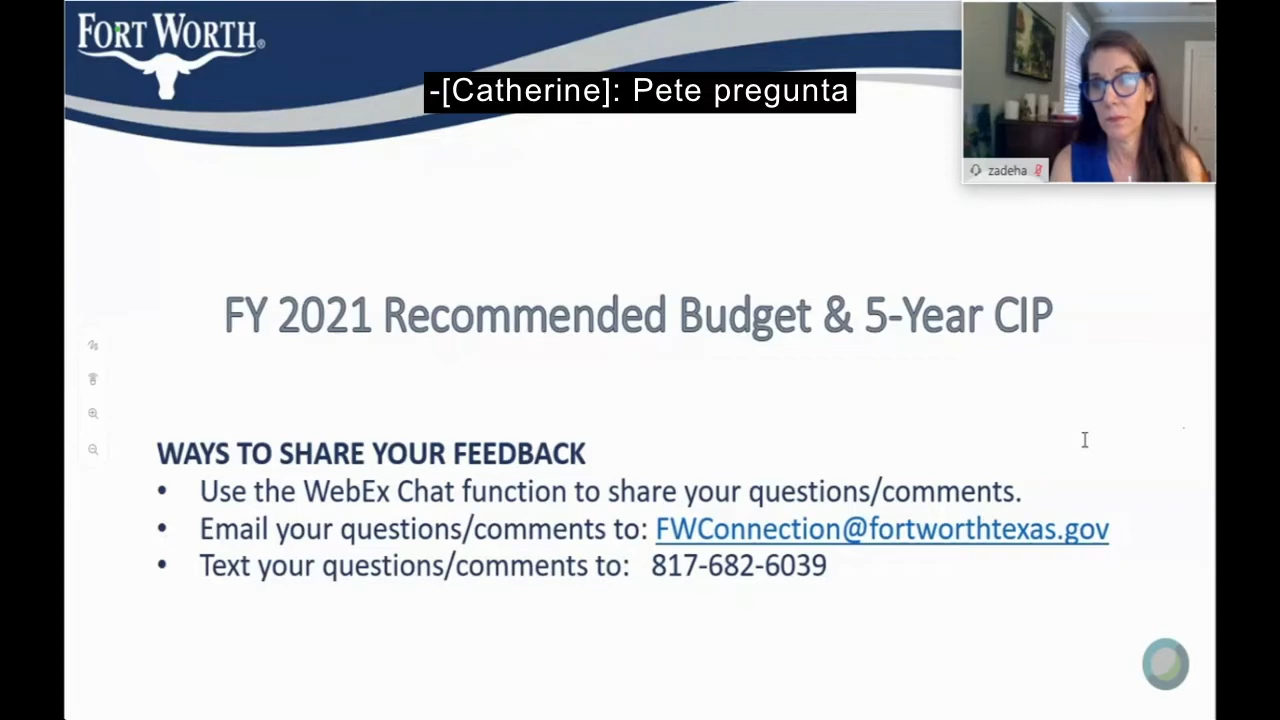 FORT WORTH®
-[Catherine]: Pete pregunta
zadeha
FY 2021 Recommended Budget & 5-Year CIP
WAYS TO SHARE YOUR FEEDBACK
• Use the WebEx Chat function to share your questions/comments.
• Email your questions/comments to: FWConnection@fortworthtexas.gov
• Text your questions/comments to: 817-682-6039